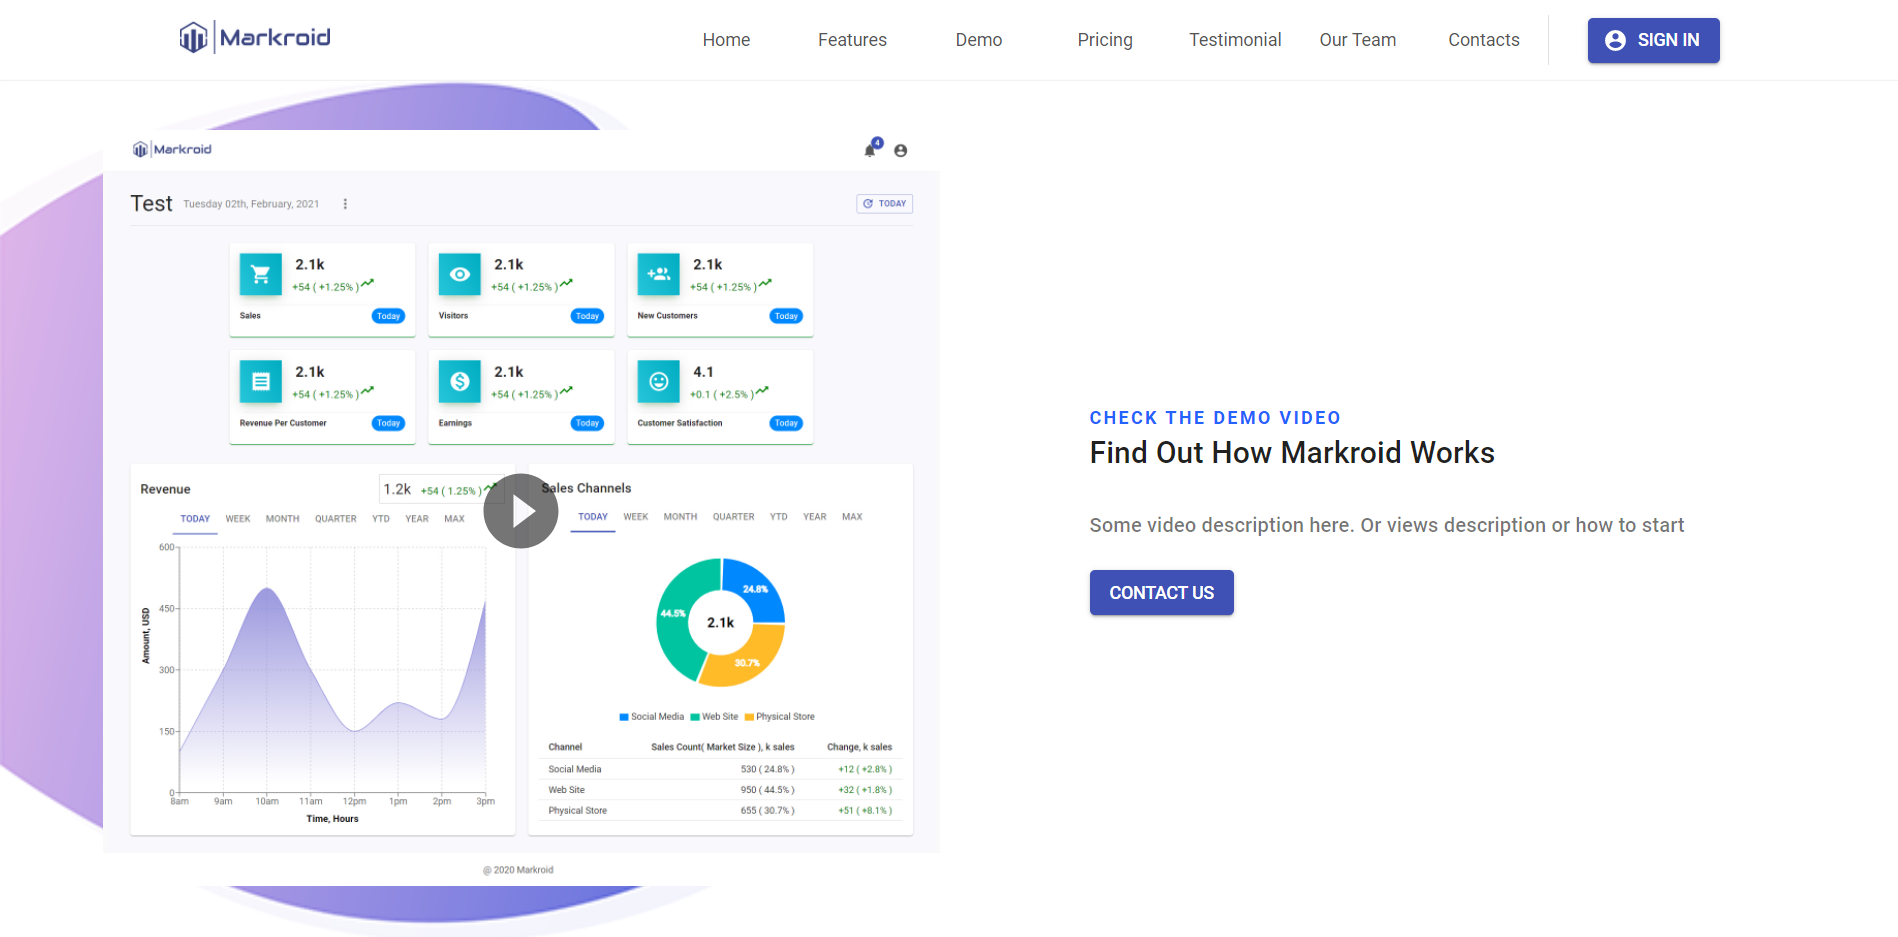 Markroid
Home Features Demo Pricing Testimonial Our Team Contacts SIGN IN
Markroid 4
Test Tuesday 02th, February, 2021 TODAY
2.1k
+54 ( +1.25% )
Sales Today
2.1k
+54 ( +1.25% )
Visitors Today
2.1k
+54 ( +1.25% )
New Customers Today
2.1k
+54 ( +1.25% )
Revenue Per Customer Today
2.1k
+54 ( +1.25% )
Earnings Today
4.1
+0.1 ( +2.5% )
Customer Satisfaction Today
Revenue 1.2k +54 ( 1.25% )
TODAY WEEK MONTH QUARTER YTD YEAR MAX
600
450
300
150
0
Amount, USD
8am 9am 10am 11am 12pm 1pm 2pm 3pm
Time, Hours
Sales Channels
TODAY WEEK MONTH QUARTER YTD YEAR MAX
24.8%
44.5%
2.1k
30.7%
Social Media Web Site Physical Store
Channel Sales Count( Market Size ), k sales Change, k sales
Social Media 530 ( 24.8% ) +12 ( +2.8% )
Web Site 950 ( 44.5% ) +32 ( +1.8% )
Physical Store 655 ( 30.7% ) +51 ( +8.1% )
@ 2020 Markroid
CHECK THE DEMO VIDEO
Find Out How Markroid Works
Some video description here. Or views description or how to start
CONTACT US